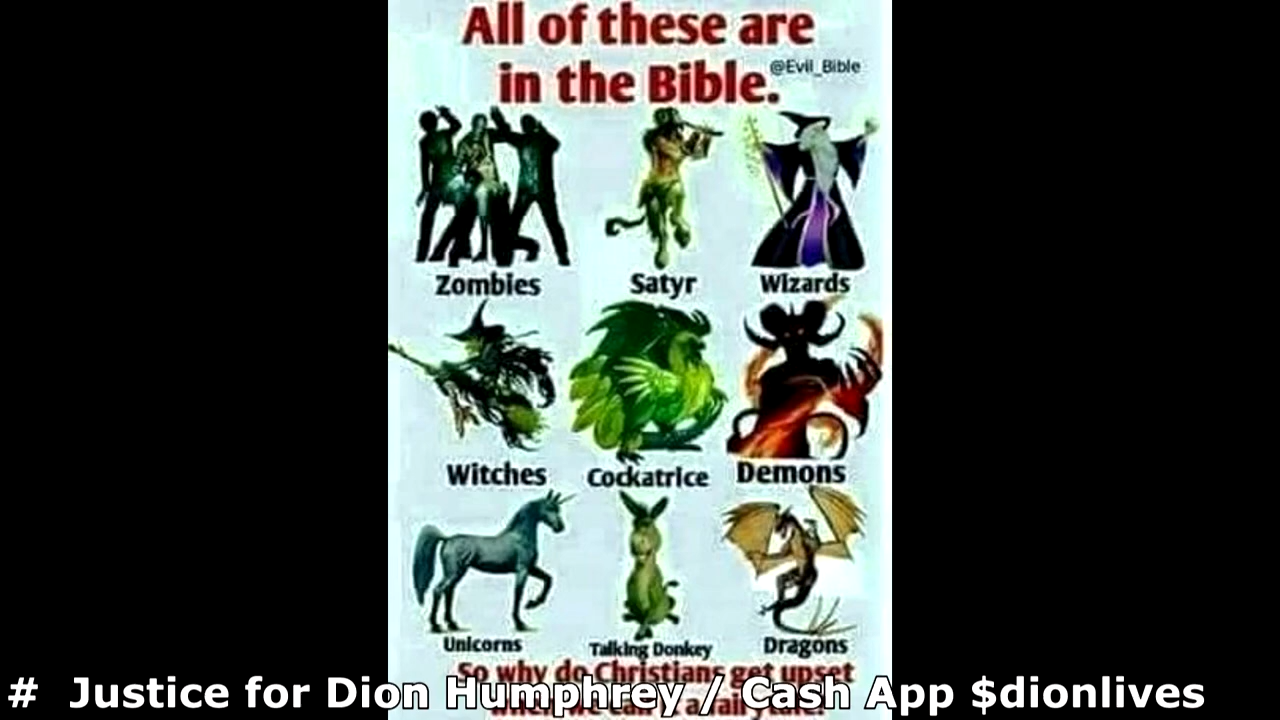 All of these are
in the Bible.
@Evil_Bible
Zombies Satyr Wizards
Witches Cockatrice Demons
Unicorns Talking Donkey Dragons
So why do Christians get upset
a fairytale?
# Justice for Dion Humphrey / Cash App $dionlives